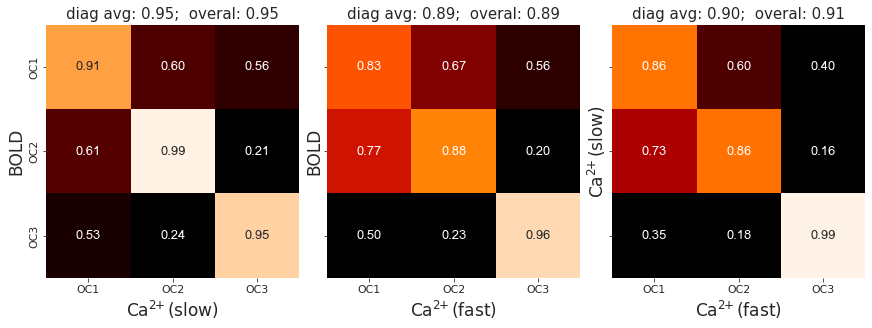 diag avg: 0.95;  overal: 0.95
BOLD
OC1
OC2
OC3
0.91 0.60 0.56
0.61 0.99 0.21
0.53 0.24 0.95
OC1 OC2 OC3
Ca²⁺(slow)
diag avg: 0.89;  overal: 0.89
BOLD
0.83 0.67 0.56
0.77 0.88 0.20
0.50 0.23 0.96
OC1 OC2 OC3
Ca²⁺(fast)
diag avg: 0.90;  overal: 0.91
Ca²⁺(slow)
0.86 0.60 0.40
0.73 0.86 0.16
0.35 0.18 0.99
OC1 OC2 OC3
Ca²⁺(fast)